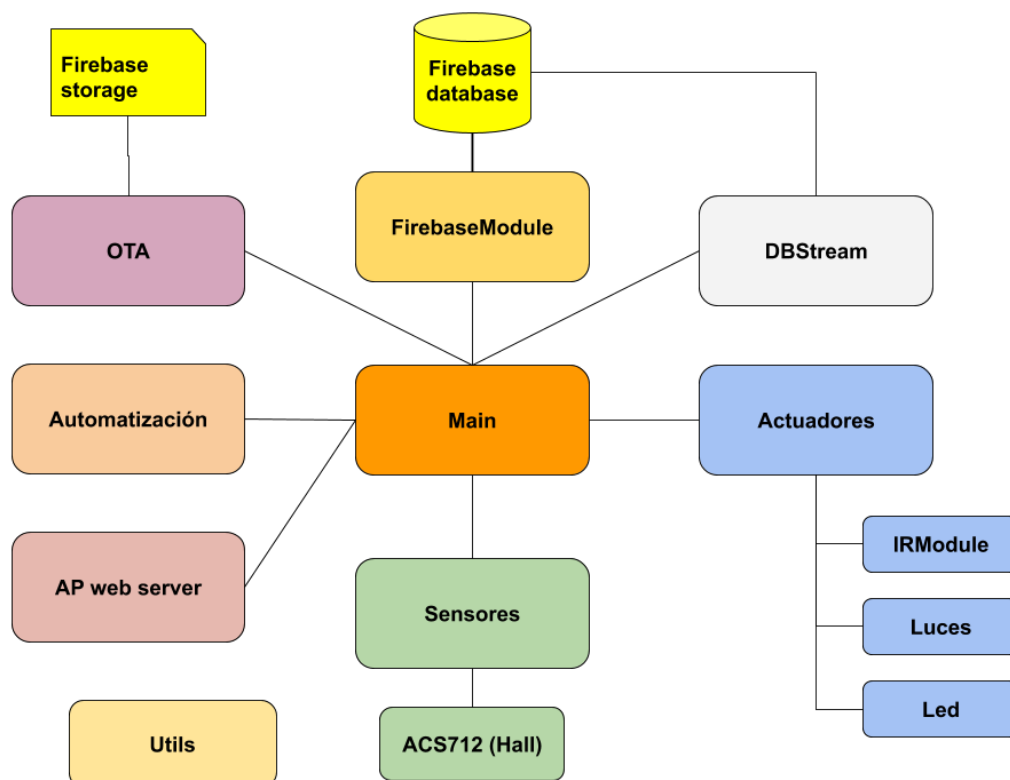 Firebase
storage
Firebase
database
OTA
FirebaseModule
DBStream
Automatización
Main
Actuadores
IRModule
AP web server
Sensores
Luces
Led
Utils
ACS712 (Hall)